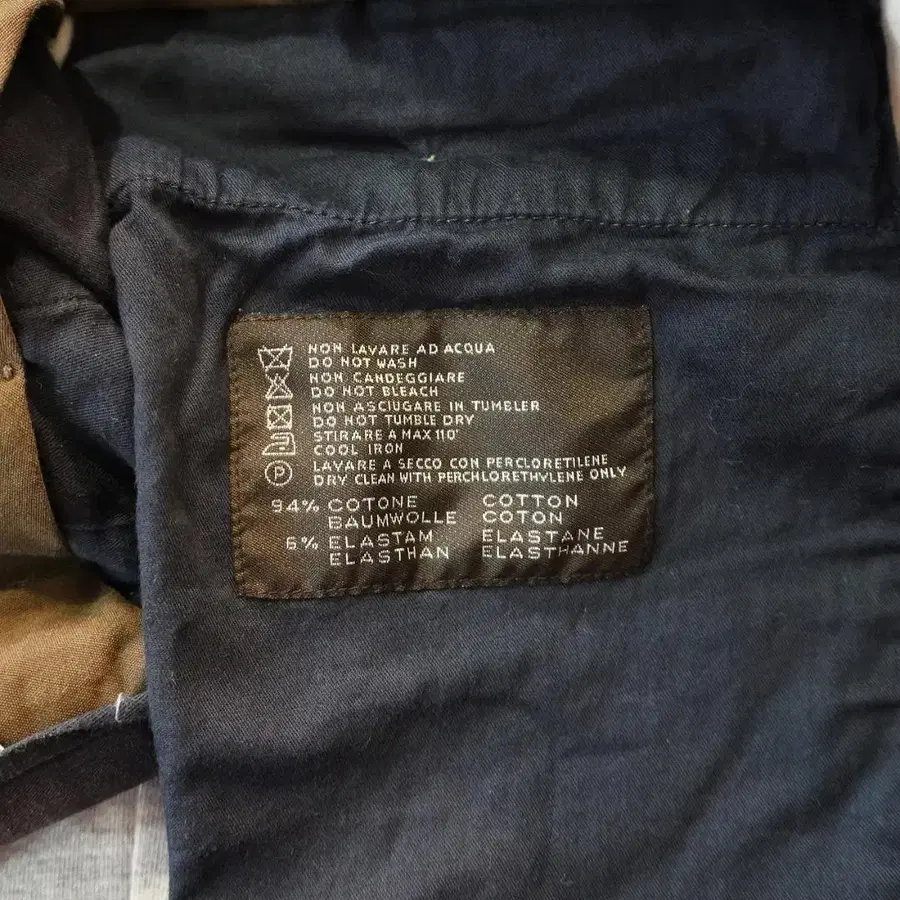 NON LAVARE AD ACQUA
DO NOT WASH
NON CANDEGGIARE
DO NOT BLEACH
NON ASCIUGARE IN TUMBLER
DO NOT TUMBLE DRY
STIRARE A MAX 110°
COOL IRON
P LAVARE A SECCO CON PERCLORETILENE
DRY CLEAN WITH PERCHLORETHYLENE ONLY
94% COTONE COTTON
BAUMWOLLE COTON
6% ELASTAM ELASTANE
ELASTHAN ELASTHANNE